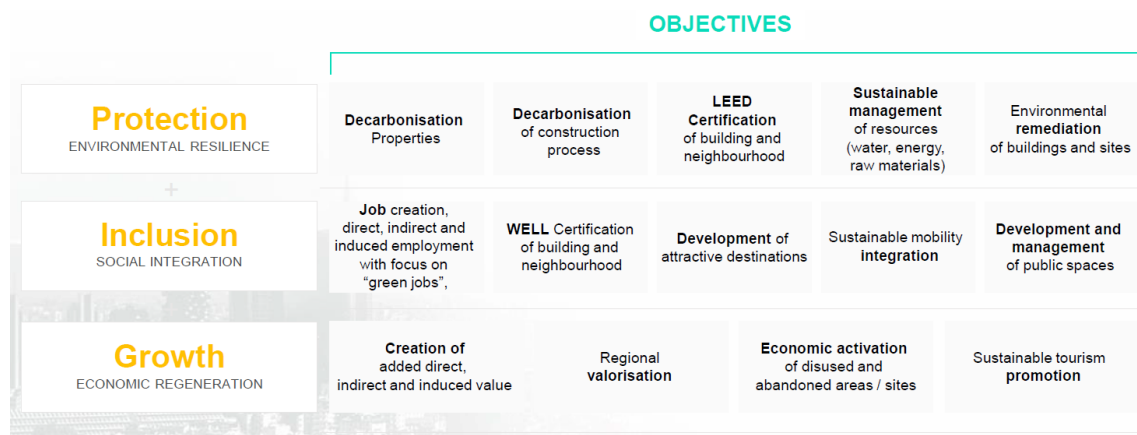 OBJECTIVES
Protection
ENVIRONMENTAL RESILIENCE
Decarbonisation
Properties
Decarbonisation
of construction
process
LEED
Certification
of building and
neighbourhood
Sustainable
management
of resources
(water, energy,
raw materials)
Environmental
remediation
of buildings and sites
+
Inclusion
SOCIAL INTEGRATION
Job creation,
direct, indirect and
induced employment
with focus on
“green jobs”,
WELL Certification
of building and
neighbourhood
Development of
attractive destinations
Sustainable mobility
integration
Development and
management
of public spaces
Growth
ECONOMIC REGENERATION
Creation of
added direct,
indirect and induced value
Regional
valorisation
Economic activation
of disused and
abandoned areas / sites
Sustainable tourism
promotion